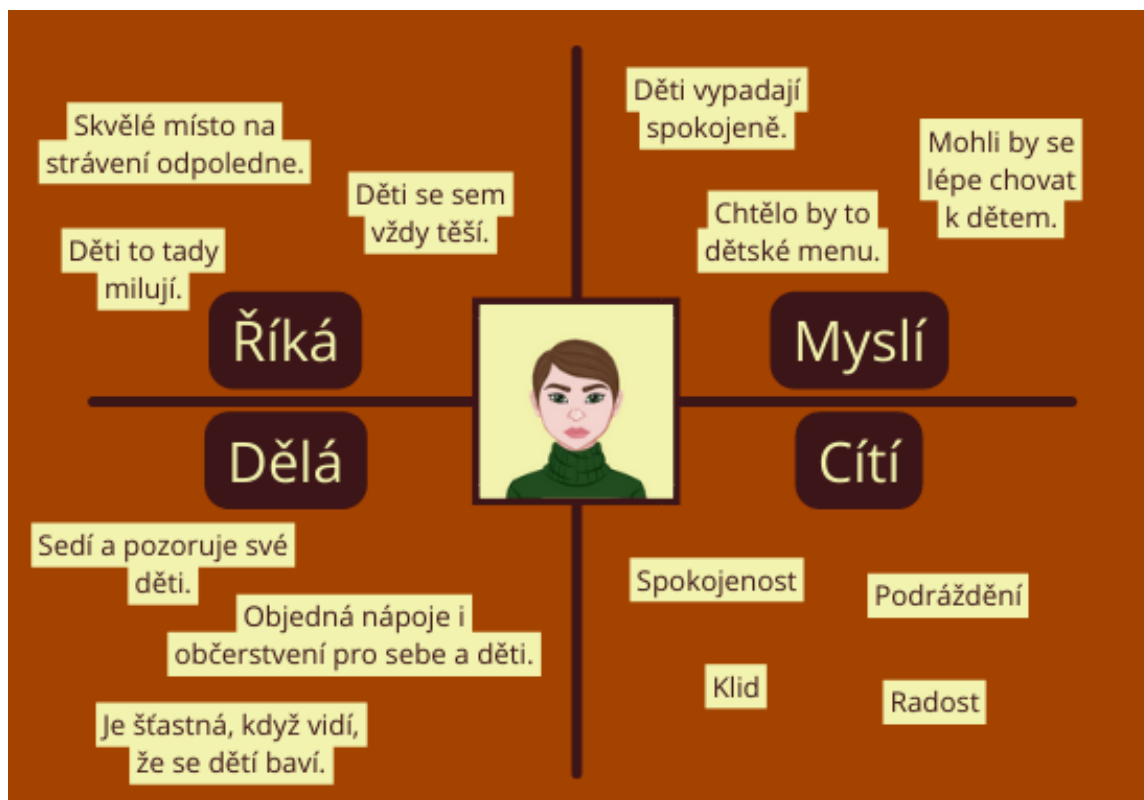 Skvělé místo na
strávení odpoledne.
Děti se sem
vždy těší.
Děti to tady
milují.
Říká
Děti vypadají
spokojeně.
Mohli by se
lépe chovat
k dětem.
Chtělo by to
dětské menu.
Myslí
Dělá
Sedí a pozoruje své
děti.
Objedná nápoje i
občerstvení pro sebe a děti.
Je šťastná, když vidí,
že se dětí baví.
Cítí
Spokojenost
Podráždění
Klid
Radost